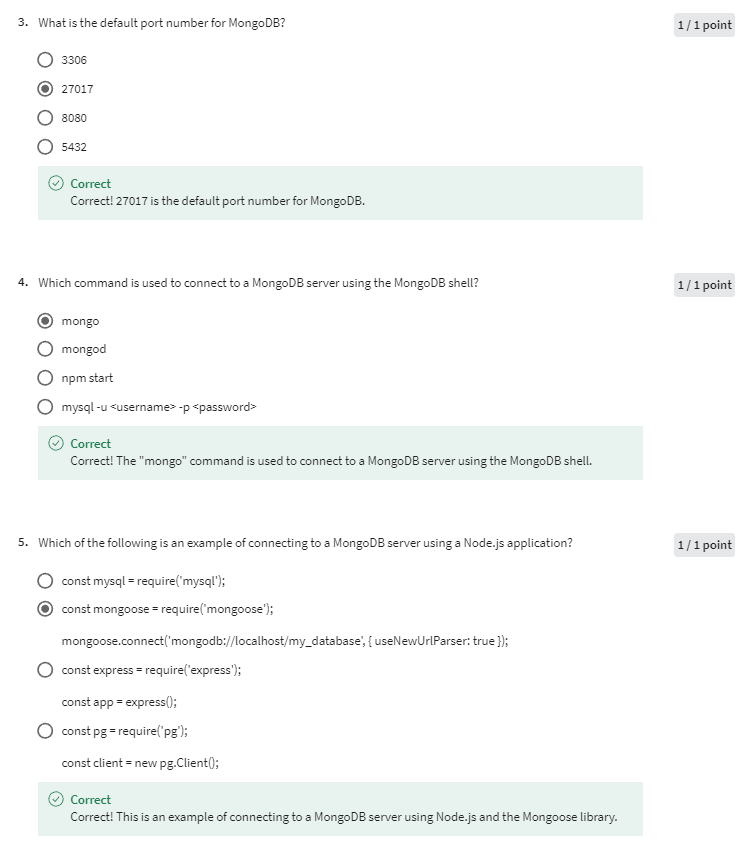 3. What is the default port number for MongoDB?
1 / 1 point
3306
27017
8080
5432
Correct
Correct! 27017 is the default port number for MongoDB.
4. Which command is used to connect to a MongoDB server using the MongoDB shell?
1 / 1 point
mongo
mongod
npm start
mysql -u <username> -p <password>
Correct
Correct! The "mongo" command is used to connect to a MongoDB server using the MongoDB shell.
5. Which of the following is an example of connecting to a MongoDB server using a Node.js application?
1 / 1 point
const mysql = require('mysql');
const mongoose = require('mongoose');
mongoose.connect('mongodb://localhost/my_database', { useNewUrlParser: true });
const express = require('express');
const app = express();
const pg = require('pg');
const client = new pg.Client();
Correct
Correct! This is an example of connecting to a MongoDB server using Node.js and the Mongoose library.